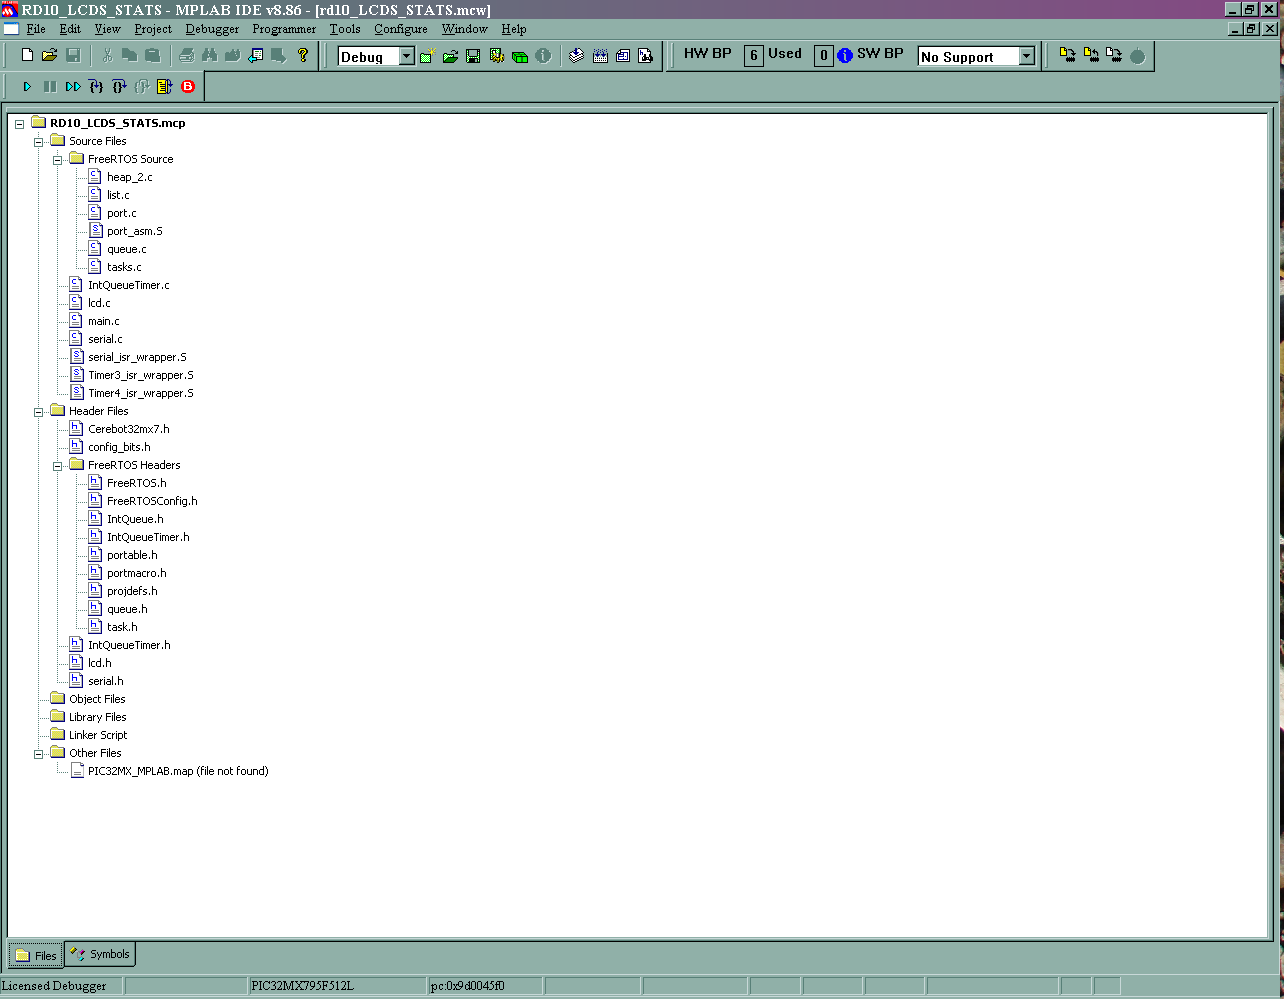 RD10_LCDS_STATS - MPLAB IDE v8.86 - [rd10_LCDS_STATS.mcw]
File Edit View Project Debugger Programmer Tools Configure Window Help
Debug HW BP 6 Used 0 SW BP No Support
RD10_LCDS_STATS.mcp
Source Files
FreeRTOS Source
heap_2.c
list.c
port.c
port_asm.S
queue.c
tasks.c
IntQueueTimer.c
lcd.c
main.c
serial.c
serial_isr_wrapper.S
Timer3_isr_wrapper.S
Timer4_isr_wrapper.S
Header Files
Cerebot32mx7.h
config_bits.h
FreeRTOS Headers
FreeRTOS.h
FreeRTOSConfig.h
IntQueue.h
IntQueueTimer.h
portable.h
portmacro.h
projdefs.h
queue.h
task.h
IntQueueTimer.h
lcd.h
serial.h
Object Files
Library Files
Linker Script
Other Files
PIC32MX_MPLAB.map (file not found)
Files Symbols
Licensed Debugger PIC32MX795F512L pc:0x9d0045f0